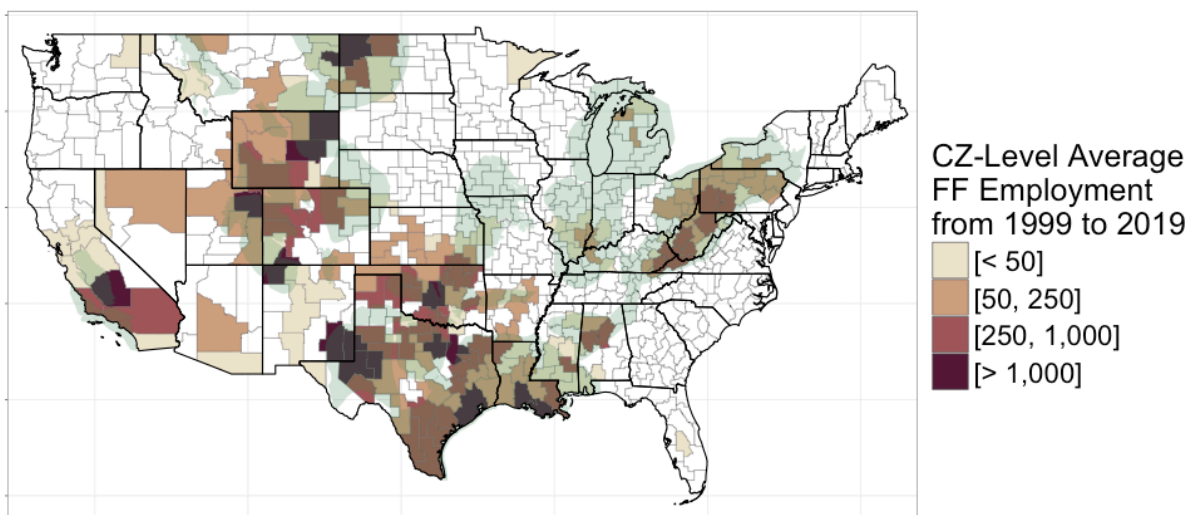 CZ-Level Average
FF Employment
from 1999 to 2019
[< 50]
[50, 250]
[250, 1,000]
[> 1,000]